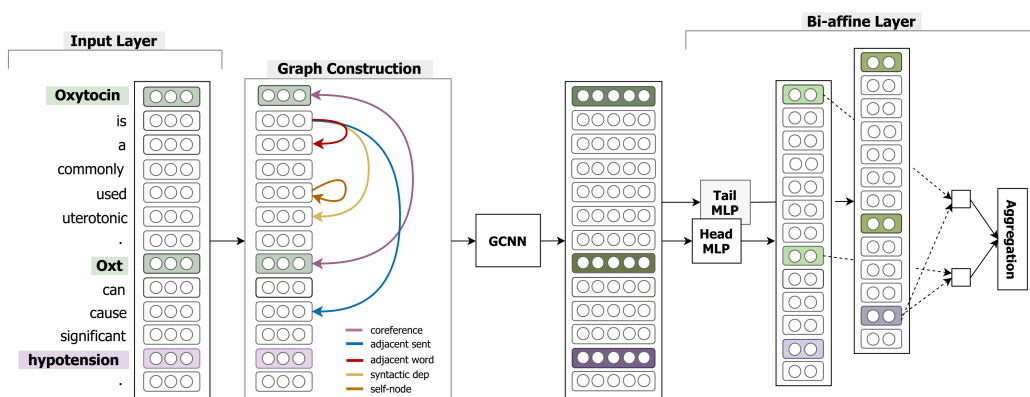 Bi-affine Layer
Input Layer
Graph Construction
Oxytocin
is
a
commonly
used
uterotonic
.
Oxt
can
cause
significant
hypotension
.
coreference
adjacent sent
adjacent word
syntactic dep
self-node
GCNN
Tail
MLP
Head
MLP
Aggregation